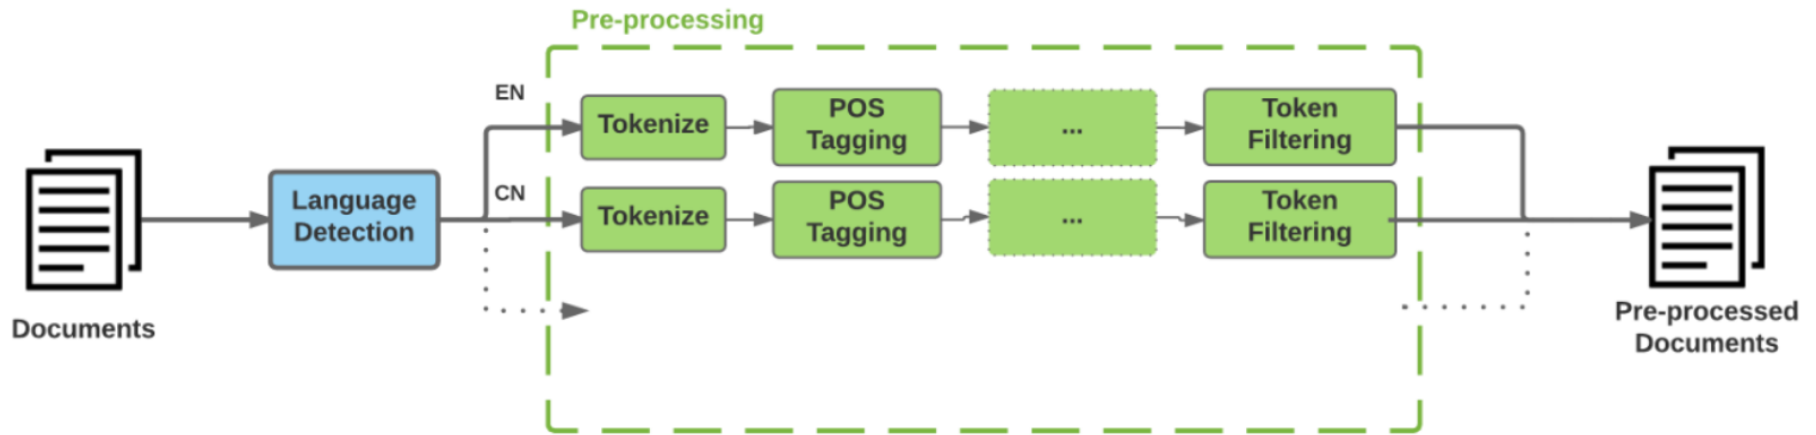 Pre-processing
EN
Tokenize
POS
Tagging
...
Token
Filtering
CN
Language
Detection
Tokenize
POS
Tagging
...
Token
Filtering
Documents
Pre-processed
Documents